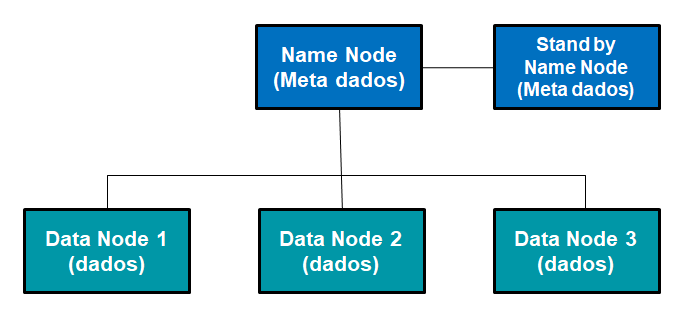 Name Node
(Meta dados)
Stand by
Name Node
(Meta dados)
Data Node 1
(dados)
Data Node 2
(dados)
Data Node 3
(dados)